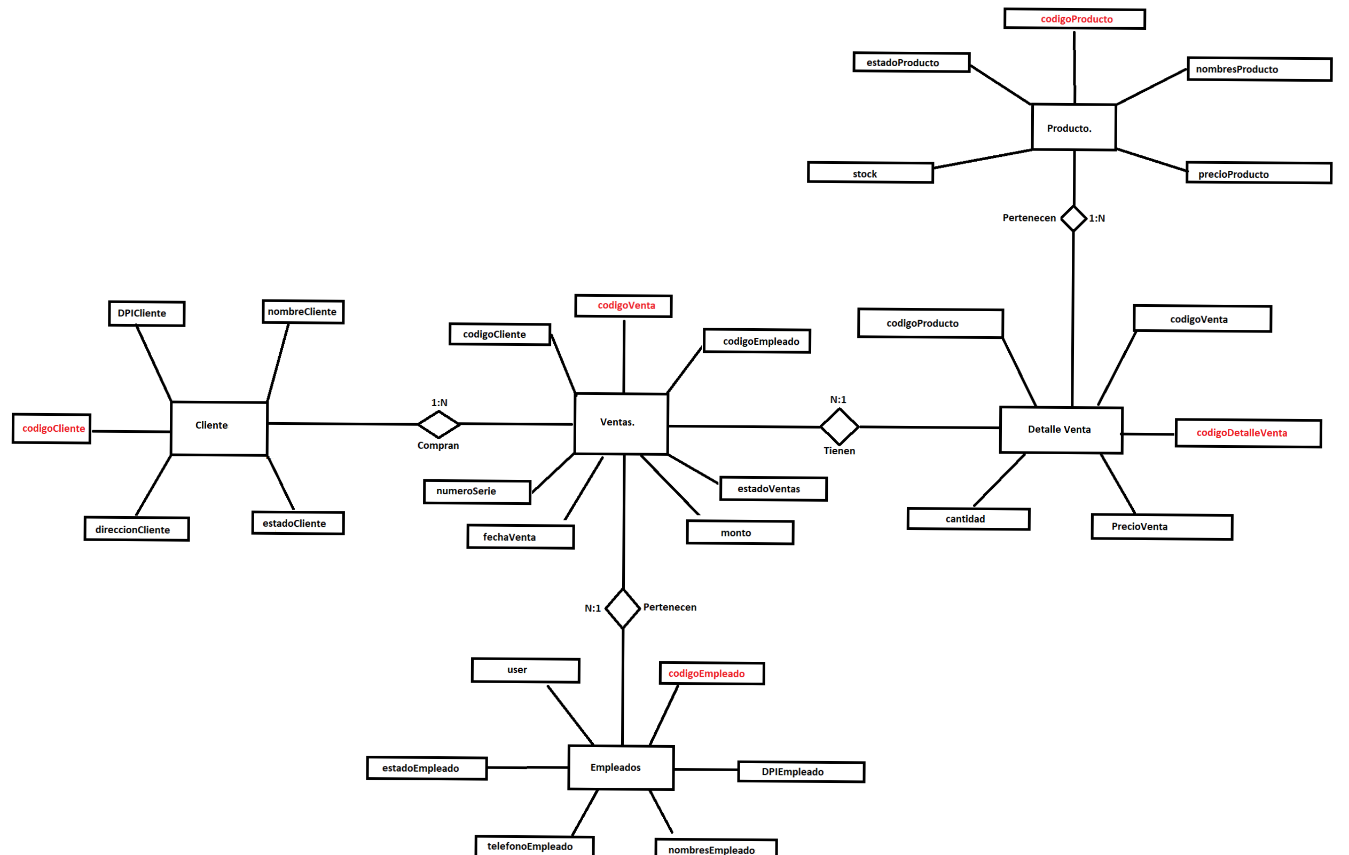 codigoProducto
estadoProducto
nombresProducto
Producto.
stock
precioProducto
Pertenecen
1:N
DPICliente
nombreCliente
codigoVenta
codigoCliente
codigoEmpleado
codigoProducto
codigoVenta
codigoCliente
Cliente
1:N
Compran
Ventas.
N:1
Tienen
Detalle Venta
codigoDetalleVenta
direccionCliente
estadoCliente
numeroSerie
fechaVenta
estadoVentas
monto
cantidad
PrecioVenta
N:1
Pertenecen
user
codigoEmpleado
estadoEmpleado
Empleados
DPIEmpleado
telefonoEmpleado
nombresEmpleado